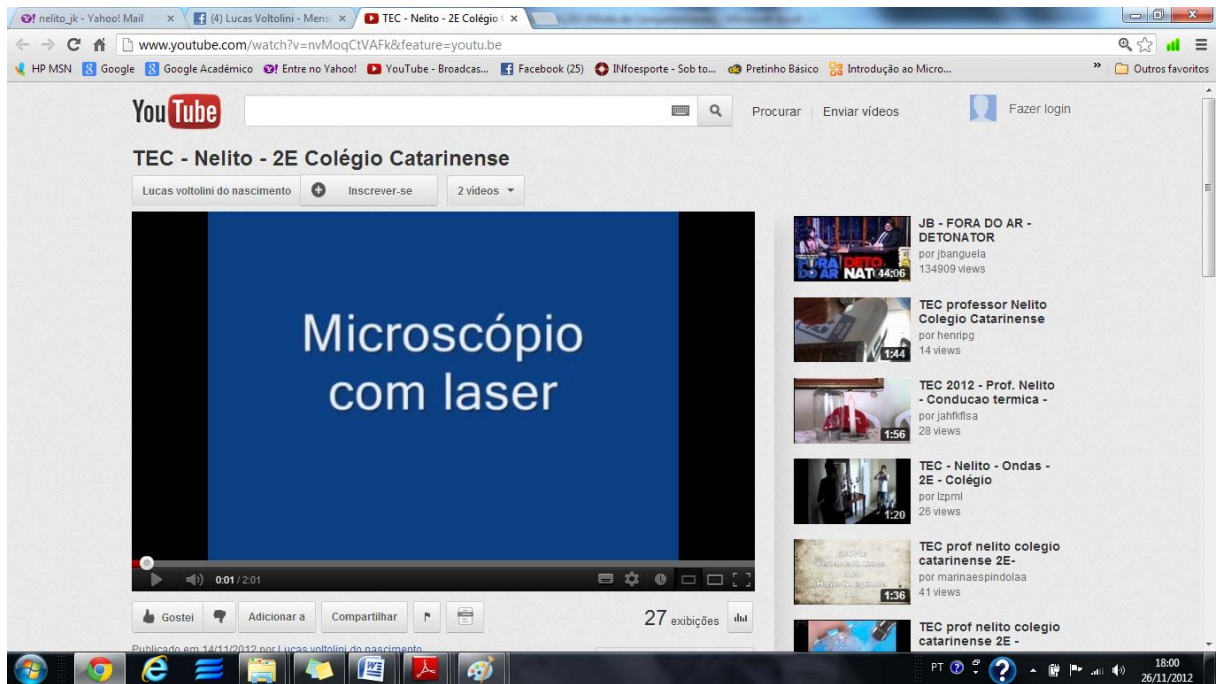 nelito_jk - Yahoo! Mail
(4) Lucas Voltolini - Mens
TEC - Nelito - 2E Colégio C
www.youtube.com/watch?v=nvMoqCtVAFk&feature=youtu.be
HP MSN Google Google Acadêmico Entre no Yahoo! YouTube - Broadcas... Facebook (25) INfoesporte - Sob to... Pretinho Básico Introdução ao Micro... » Outros favoritos
You Tube
Procurar Enviar vídeos Fazer login
TEC - Nelito - 2E Colégio Catarinense
Lucas voltolini do nascimento Inscrever-se 2 vídeos
Microscópio
com laser
0:01 / 2:01
Gostei Adicionar a Compartilhar 27 exibições
Publicado em 14/11/2012 por Lucas voltolini do nascimento
FORA DO AR DETONATOR
44:06
JB - FORA DO AR -
DETONATOR
por jbanguela
134909 views
1:44
TEC professor Nelito
Colegio Catarinense
por henripg
14 views
1:56
TEC 2012 - Prof. Nelito
- Conducao termica -
por jahfkflsa
28 views
1:20
TEC - Nelito - Ondas -
2E - Colégio
por lzpml
26 views
1:36
TEC prof nelito colegio
catarinense 2E-
por marinaespindolaa
41 views
TEC prof nelito colegio
catarinense 2E -
PT 18:00
26/11/2012